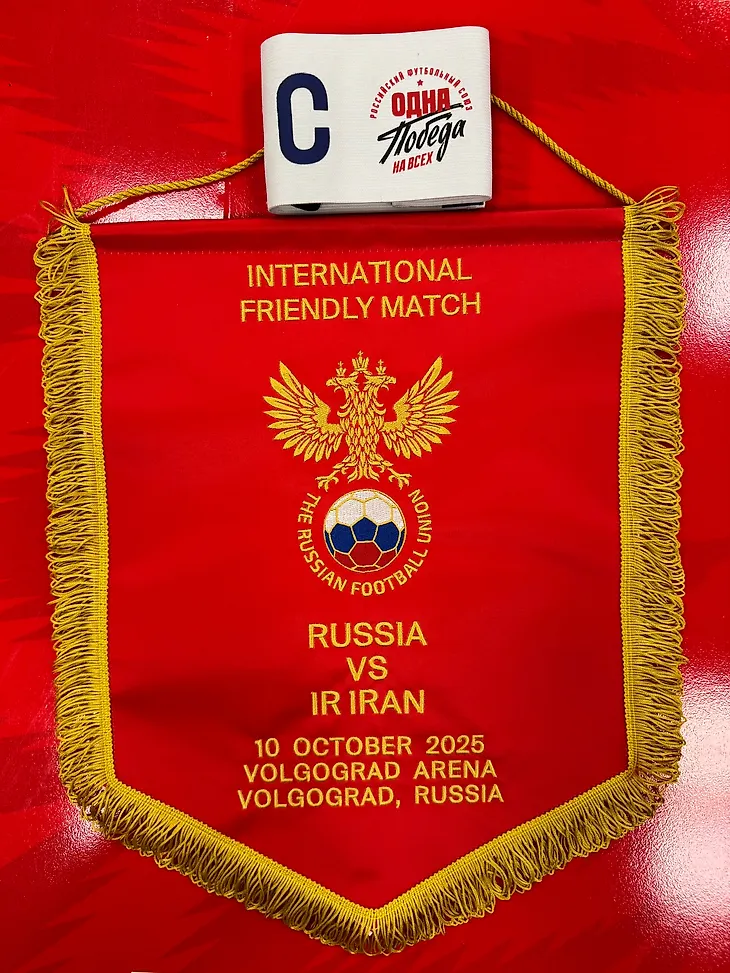 C
РОССИЙСКИЙ ФУТБОЛЬНЫЙ СОЮЗ
ОДНА
Победа
НА ВСЕХ
INTERNATIONAL
FRIENDLY MATCH
THE RUSSIAN FOOTBALL UNION
RUSSIA
VS
IR IRAN
10 OCTOBER 2025
VOLGOGRAD ARENA
VOLGOGRAD, RUSSIA